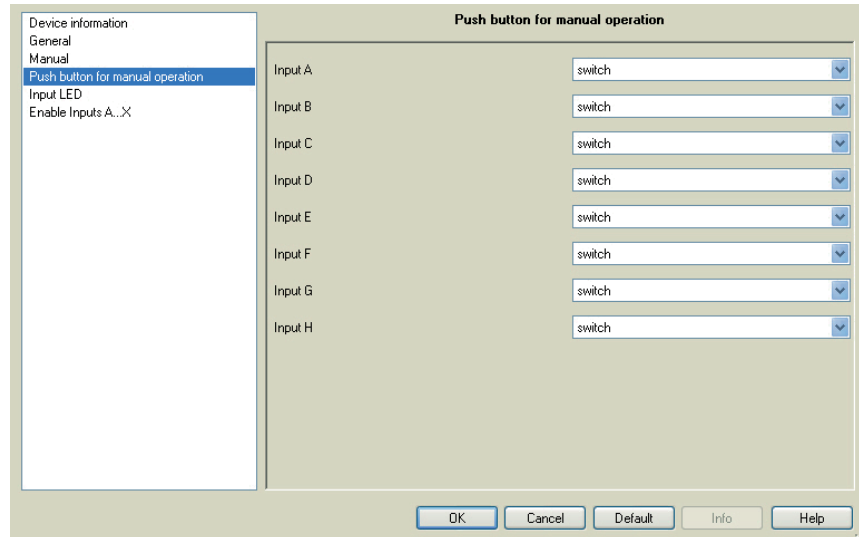 Device information
General
Manual
Push button for manual operation
Input LED
Enable Inputs A...X
Push button for manual operation
Input A switch
Input B switch
Input C switch
Input D switch
Input E switch
Input F switch
Input G switch
Input H switch
OK Cancel Default Info Help